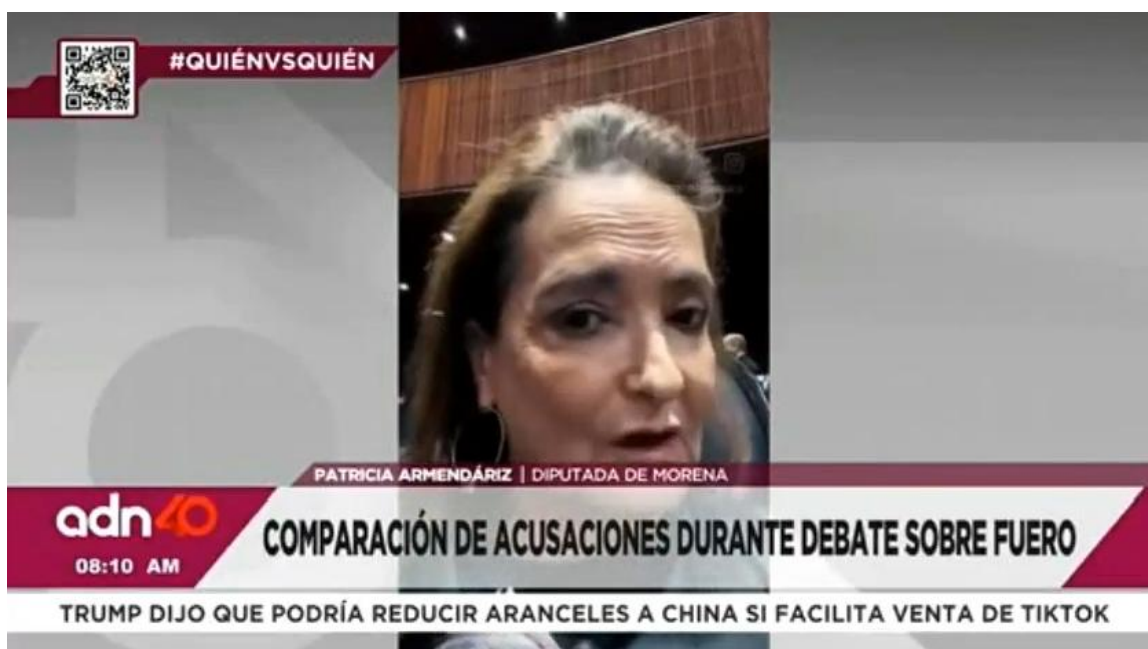 #QUIÉNVSQUIÉN
PATRICIA ARMENDÁRIZ | DIPUTADA DE MORENA
adn40
COMPARACIÓN DE ACUSACIONES DURANTE DEBATE SOBRE FUERO
08:10 AM
TRUMP DIJO QUE PODRÍA REDUCIR ARANCELES A CHINA SI FACILITA VENTA DE TIKTOK